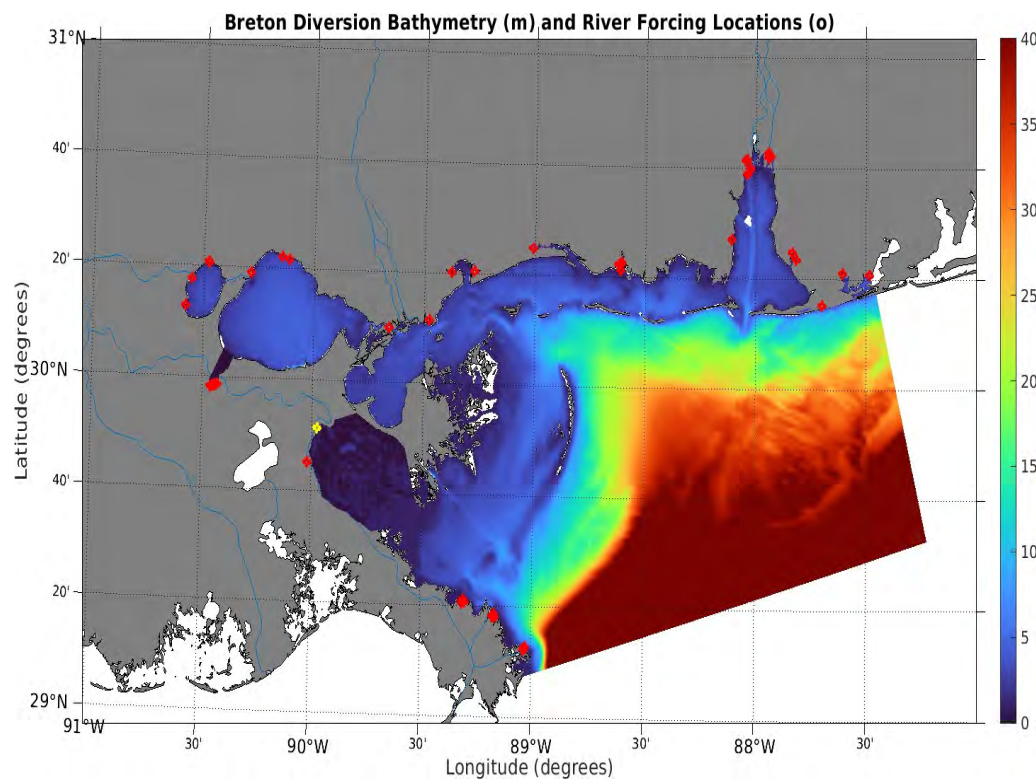 Breton Diversion Bathymetry (m) and River Forcing Locations (o)
31°N
40'
20'
30°N
40'
20'
29°N
Latitude (degrees)
91°W
30'
90°W
30'
89°W
30'
88°W
30'
Longitude (degrees)
40
35
30
25
20
15
10
5
0